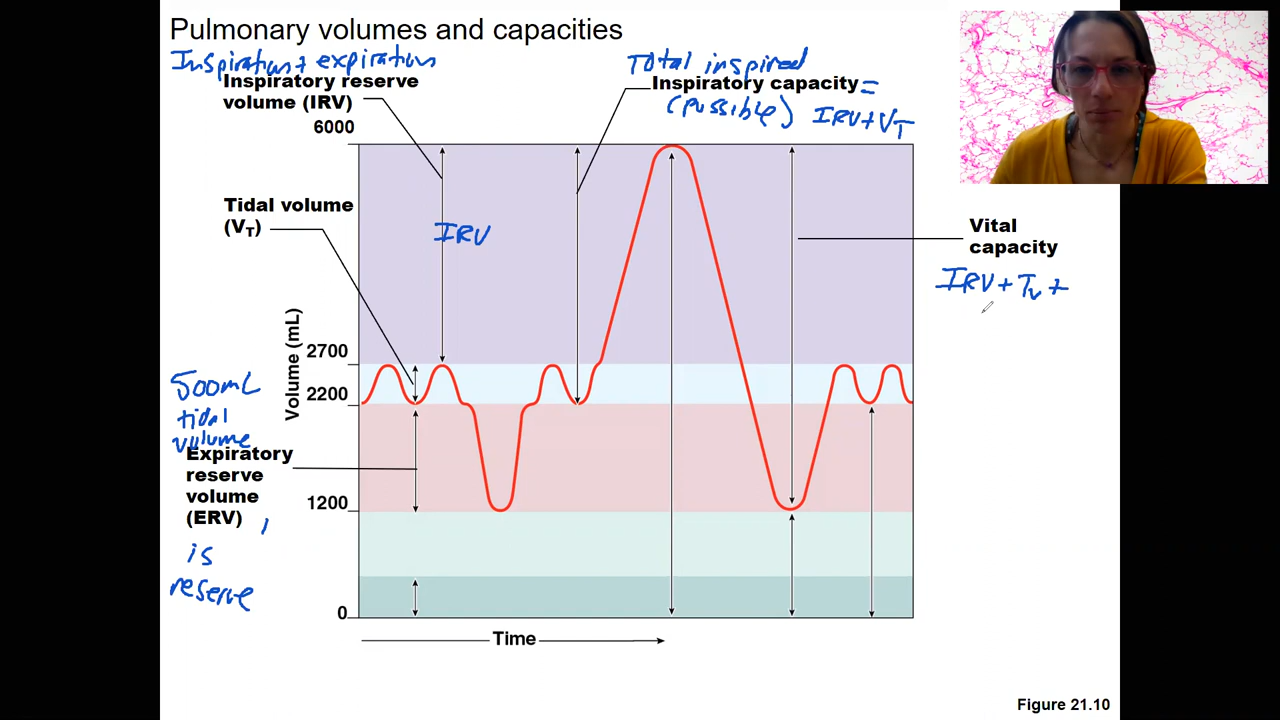 Pulmonary volumes and capacities
Inspiration + expiration
Inspiratory reserve
volume (IRV)
Total inspired
Inspiratory capacity =
(possible) IRV+VT
6000
Tidal volume
(VT)
IRV
Vital
capacity
IRV + Tv +
Volume (mL)
2700
2200
500mL
tidal
volume
Expiratory
reserve
volume
(ERV)
is
reserve
1200
0
Time
Figure 21.10